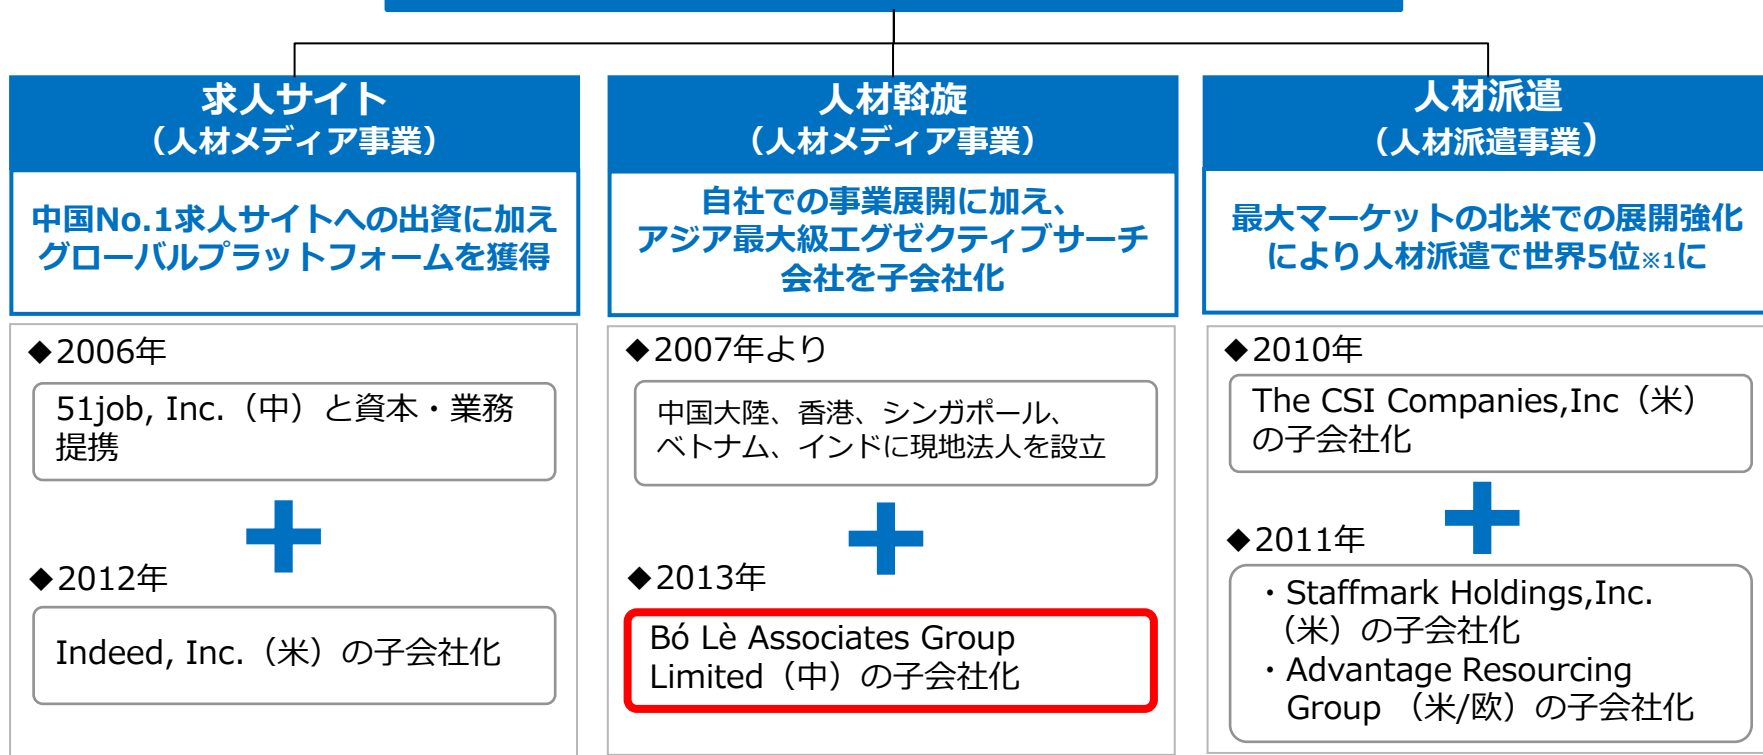 求人サイト
（人材メディア事業）
中国No.1求人サイトへの出資に加え
グローバルプラットフォームを獲得
◆2006年
51job, Inc.（中）と資本・業務
提携
◆2012年
Indeed, Inc.（米）の子会社化
人材斡旋
（人材メディア事業）
自社での事業展開に加え、
アジア最大級エグゼクティブサーチ
会社を子会社化
◆2007年より
中国大陸、香港、シンガポール、
ベトナム、インドに現地法人を設立
◆2013年
Bó Lè Associates Group
Limited（中）の子会社化
人材派遣
（人材派遣事業）
最大マーケットの北米での展開強化
により人材派遣で世界5位※1に
◆2010年
The CSI Companies,Inc（米）
の子会社化
◆2011年
・Staffmark Holdings,Inc.
（米）の子会社化
・Advantage Resourcing
Group （米/欧）の子会社化